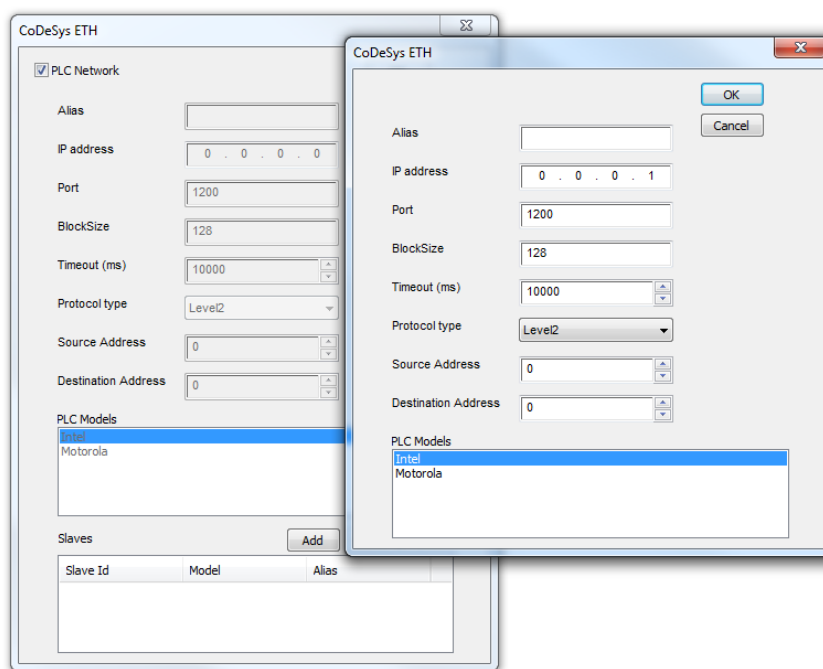 CoDeSys ETH
PLC Network
Alias
IP address 0 . 0 . 0 . 0
Port 1200
BlockSize 128
Timeout (ms) 10000
Protocol type Level2
Source Address 0
Destination Address 0
PLC Models
Intel
Motorola
Slaves Add
Slave Id Model Alias
CoDeSys ETH
OK
Cancel
Alias
IP address 0 . 0 . 0 . 1
Port 1200
BlockSize 128
Timeout (ms) 10000
Protocol type Level2
Source Address 0
Destination Address 0
PLC Models
Intel
Motorola